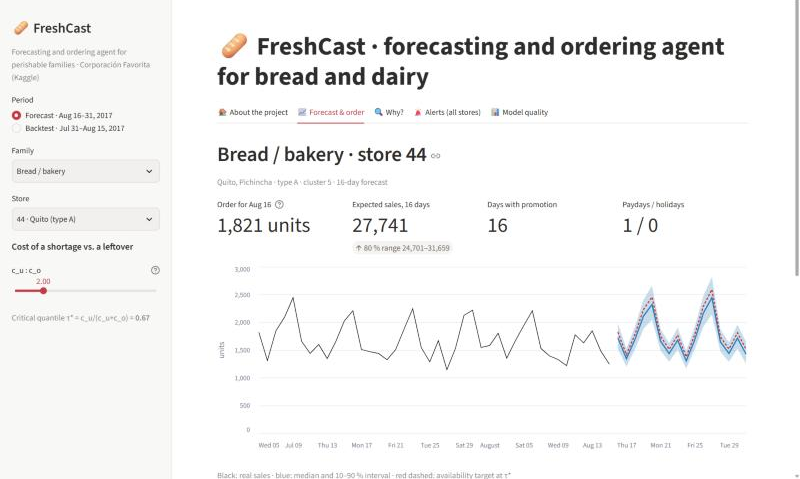 FreshCast
Forecasting and ordering agent for
perishable families · Corporación Favorita
(Kaggle)
Period
Forecast · Aug 16–31, 2017
Backtest · Jul 31–Aug 15, 2017
Family
Bread / bakery
Store
44 · Quito (type A)
Cost of a shortage vs. a leftover
c_u : c_o
2.00
Critical quantile τ* = c_u/(c_u+c_o) = 0.67
FreshCast · forecasting and ordering agent
for bread and dairy
About the project
Forecast & order
Why?
Alerts (all stores)
Model quality
Bread / bakery · store 44
Quito, Pichincha · type A · cluster 5 · 16-day forecast
Order for Aug 16
1,821 units
Expected sales, 16 days
27,741
↑ 80 % range 24,701–31,659
Days with promotion
16
Paydays / holidays
1 / 0
units
3,000
2,500
2,000
1,500
1,000
500
0
Wed 05 Jul 09 Thu 13 Mon 17 Fri 21 Tue 25 Sat 29 August Sat 05 Wed 09 Aug 13 Thu 17 Mon 21 Fri 25 Tue 29
Black: real sales · blue: median and 10–90 % interval · red dashed: availability target at τ*